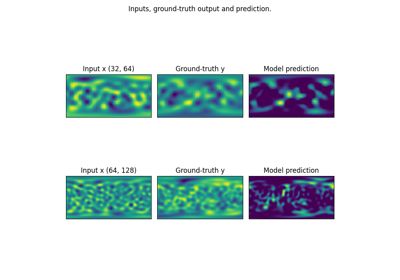 Inputs, ground-truth output and prediction.
Input x (32, 64) Ground-truth y Model prediction
Input x (64, 128) Ground-truth y Model prediction